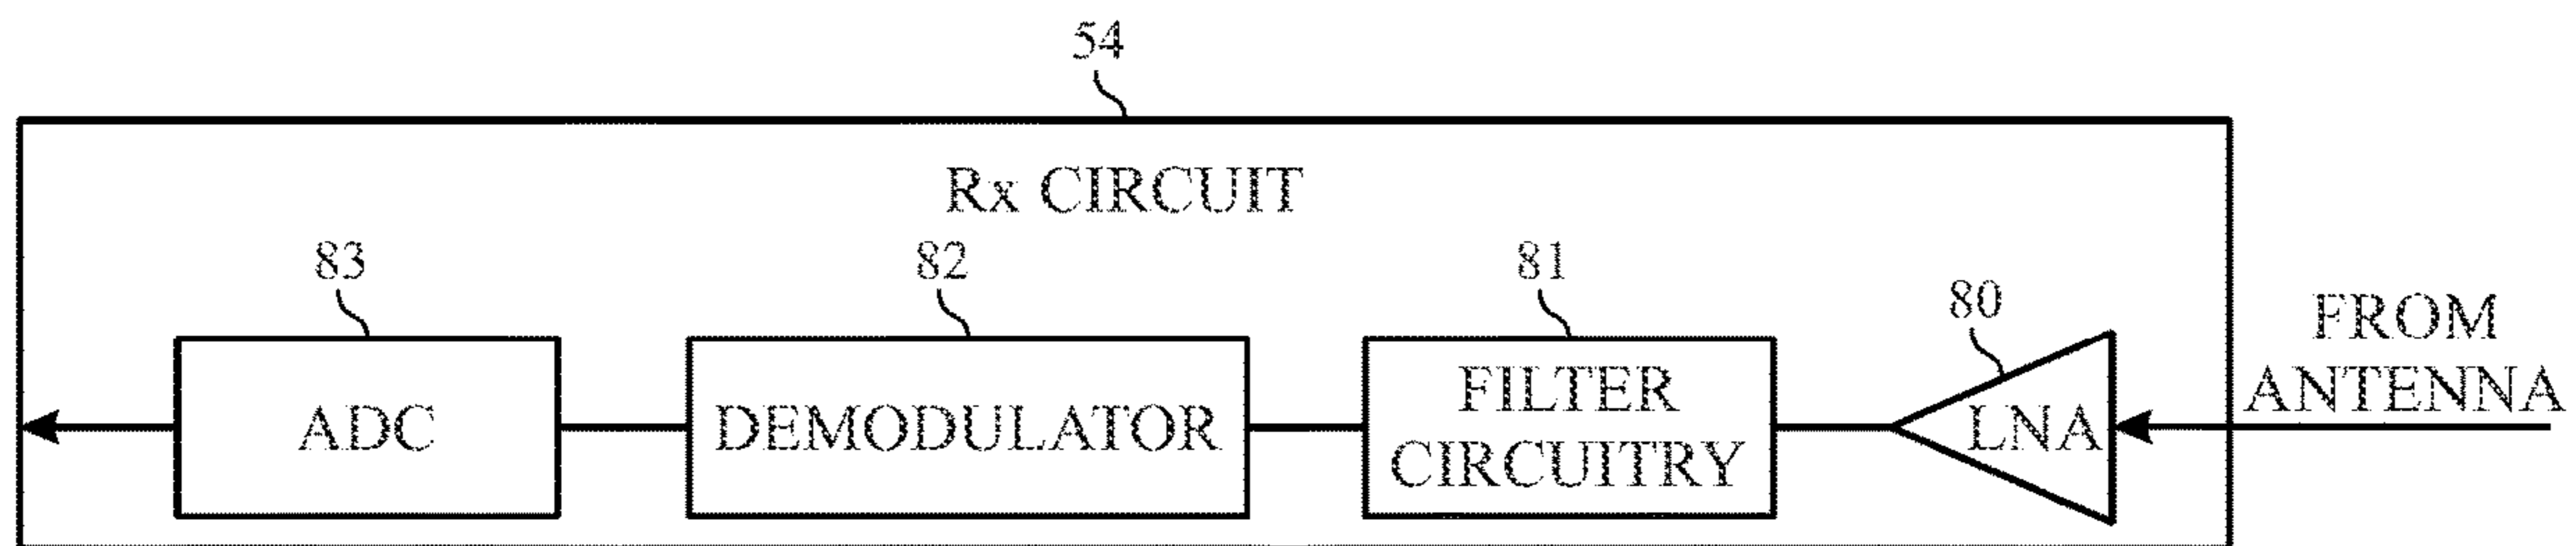 54
Rx CIRCUIT
83
82
81
80
ADC
DEMODULATOR
FILTER
CIRCUITRY
LNA
FROM
ANTENNA